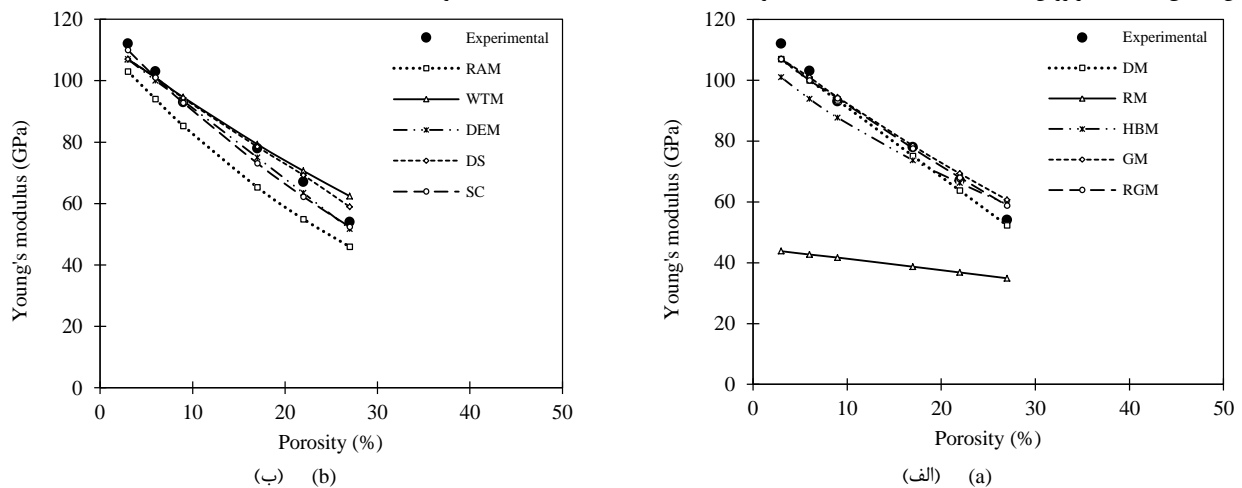 120
100
80
60
40
20
0
0 10 20 30 40 50
Young's modulus (GPa)
Porosity (%)
Experimental
RAM
WTM
DEM
DS
SC
(b) (ب)
120
100
80
60
40
20
0
0 10 20 30 40 50
Young's modulus (GPa)
Porosity (%)
Experimental
DM
RM
HBM
GM
RGM
(a) (الف)